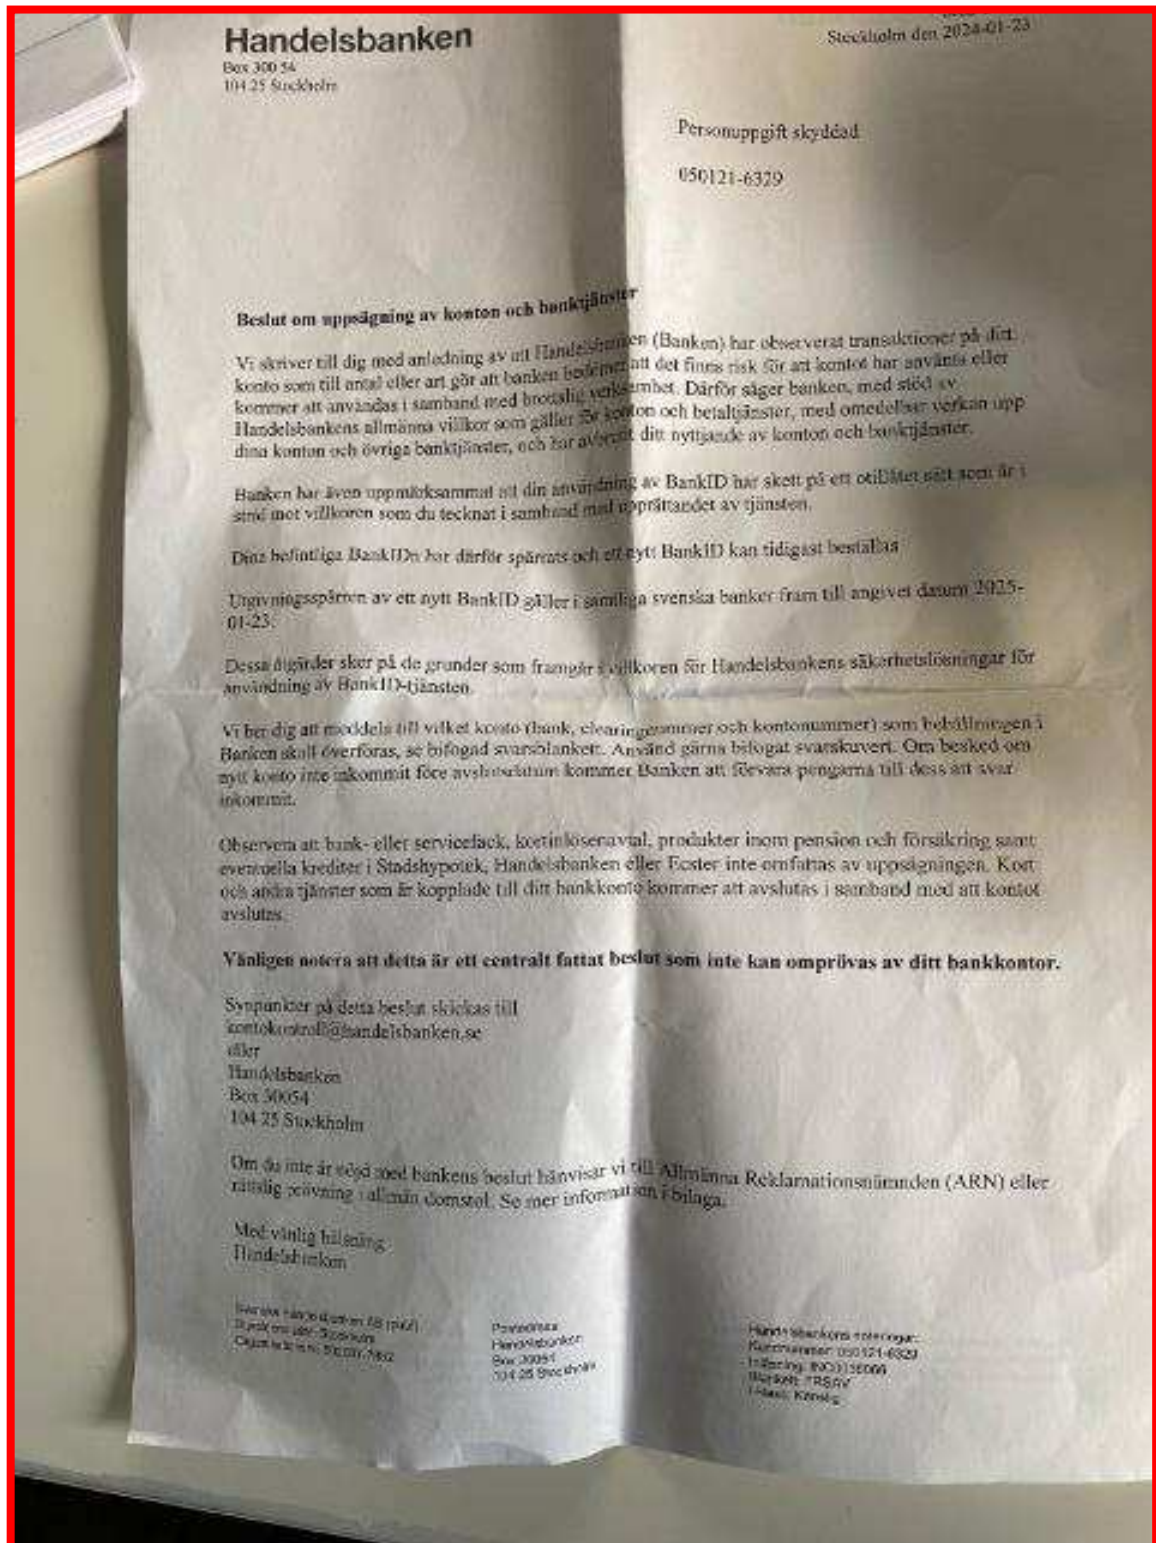 Handelsbanken
Box 300 54
104 25 Stockholm
Stockholm den 2024-01-23
Personuppgift skyddad
050121-6329
Beslut om uppsägning av konton och banktjänster
Vi skriver till dig med anledning av att Handelsbanken (Banken) har observerat transaktioner på ditt
konto som till antal eller art gör att banken bedömer att det finns risk för att kontot har använts eller
kommer att användas i samband med brottslig verksamhet. Därför säger banken, med stöd av
Handelsbankens allmänna villkor som gäller för konton och betaltjänster, med omedelbar verkan upp
dina konton och övriga banktjänster, och har avbrutit ditt nyttjande av konton och banktjänster.
Banken har även uppmärksammat att din användning av BankID har skett på ett otillåtet sätt som är i
strid mot villkoren som du tecknat i samband med upprättandet av tjänsten.
Dina befintliga BankIDn har därför spärrats och ett nytt BankID kan tidigast beställas
Utgivningsspärren av ett nytt BankID gäller i samtliga svenska banker fram till angivet datum 2025-
01-23.
Dessa åtgärder sker på de grunder som framgår i villkoren för Handelsbankens säkerhetslösningar för
användning av BankID-tjänsten.
Vi ber dig att meddela till vilket konto (bank, clearingnummer och kontonummer) som behållningen i
Banken skall överföras, se bifogad svarsblankett. Använd gärna bifogat svarskuvert. Om besked om
nytt konto inte inkommit före avslutsdatum kommer Banken att förvara pengarna till dess att svar
inkommit.
Observera att bank- eller servicefack, kortinlösenavtal, produkter inom pension och försäkring samt
eventuella krediter i Stadshypotek, Handelsbanken eller Ecster inte omfattas av uppsägningen. Kort
och andra tjänster som är kopplade till ditt bankkonto kommer att avslutas i samband med att kontot
avslutas.
Vänligen notera att detta är ett centralt fattat beslut som inte kan omprövas av ditt bankkontor.
Synpunkter på detta beslut skickas till
kontokontroll@handelsbanken.se
eller
Handelsbanken
Box 30054
104 25 Stockholm
Om du inte är nöjd med bankens beslut hänvisar vi till Allmänna Reklamationsnämnden (ARN) eller
rättslig prövning i allmän domstol. Se mer information i bilaga.
Med vänlig hälsning
Handelsbanken
Svenska Handelsbanken AB (publ)
Stockholm
Postadress
Handelsbanken
Box 30054
104 25 Stockholm
Handelsbankens noteringar:
Kundnummer: 050121-6329